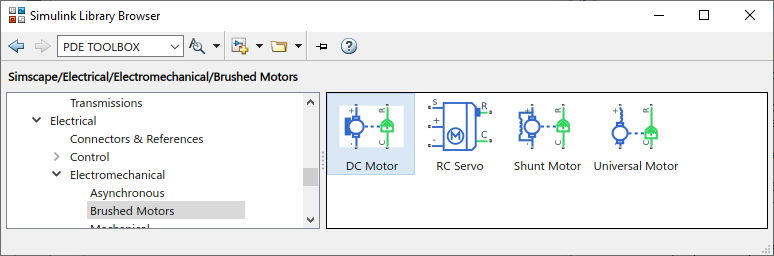 Simulink Library Browser
PDE TOOLBOX
Simscape/Electrical/Electromechanical/Brushed Motors
Transmissions
Electrical
Connectors & References
Control
Electromechanical
Asynchronous
Brushed Motors
+ R
- C
DC Motor
S
+
-
M
R
C
RC Servo
+ R
- C
Shunt Motor
+ R
- C
Universal Motor